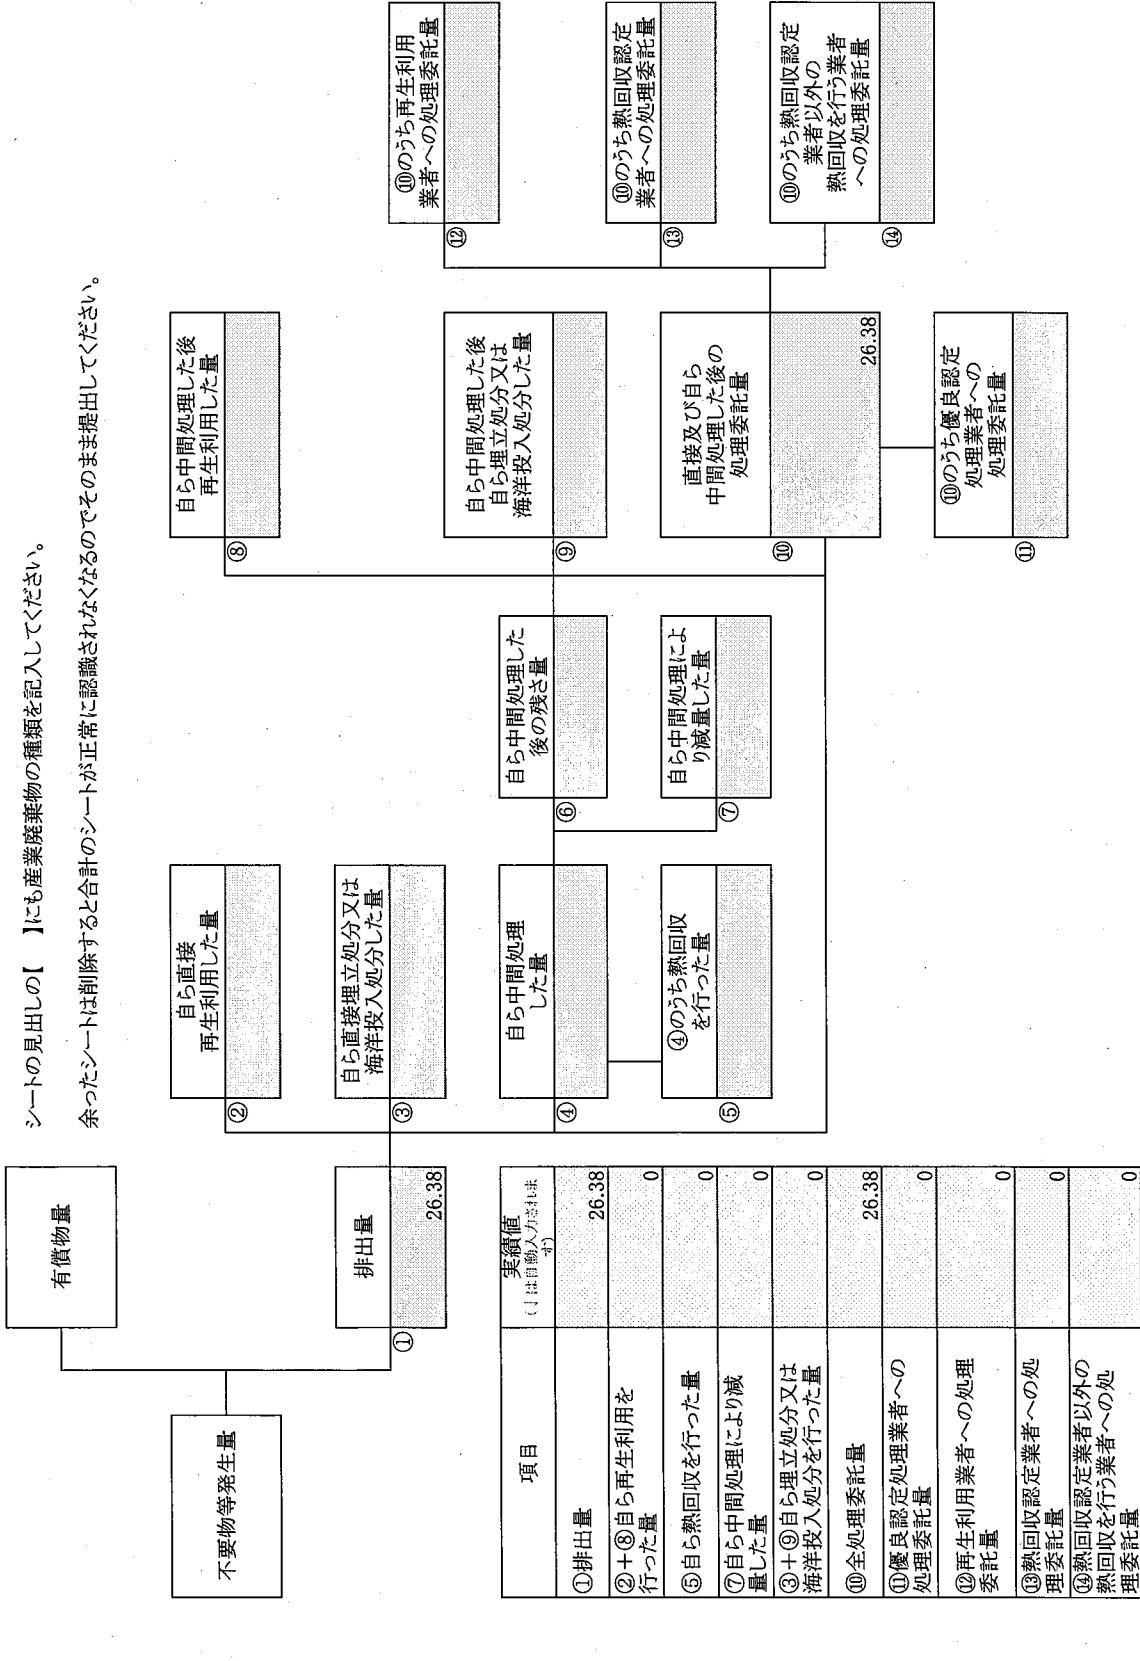 シートの見出しの【　】にも産業廃棄物の種類を記入してください。
余ったシートは削除すると合計のシートが正常に認識されなくなるのでそのまま提出してください。
不要物等発生量
有償物量
排出量
①
26.38
自ら直接
再生利用した量
②
自ら直接埋立処分又は
海洋投入処分した量
③
自ら中間処理
した量
④
④のうち熱回収
を行った量
⑤
自ら中間処理した
後の残さ量
⑥
自ら中間処理によ
り減量した量
⑦
自ら中間処理した後
再生利用した量
⑧
自ら中間処理した後
自ら埋立処分又は
海洋投入処分した量
⑨
直接及び自ら
中間処理した後の
処理委託量
⑩
26.38
⑩のうち優良認定
処理業者への
処理委託量
⑪
⑩のうち再生利用
業者への処理委託量
⑫
⑩のうち熱回収認定
業者への処理委託量
⑬
⑩のうち熱回収認定
業者以外の
熱回収を行う業者
への処理委託量
⑭
項目
実績値
は自動入力されま
す)
①排出量
26.38
②+⑧自ら再生利用を
行った量
0
⑤自ら熱回収を行った量
0
⑦自ら中間処理により減
量した量
0
③+⑨自ら埋立処分又は
海洋投入処分を行った量
0
⑩全処理委託量
26.38
⑪優良認定処理業者への
処理委託量
0
⑫再生利用業者への処理
委託量
0
⑬熱回収認定業者への処
理委託量
0
⑭熱回収認定業者以外の
熱回収を行う業者への処
理委託量
0